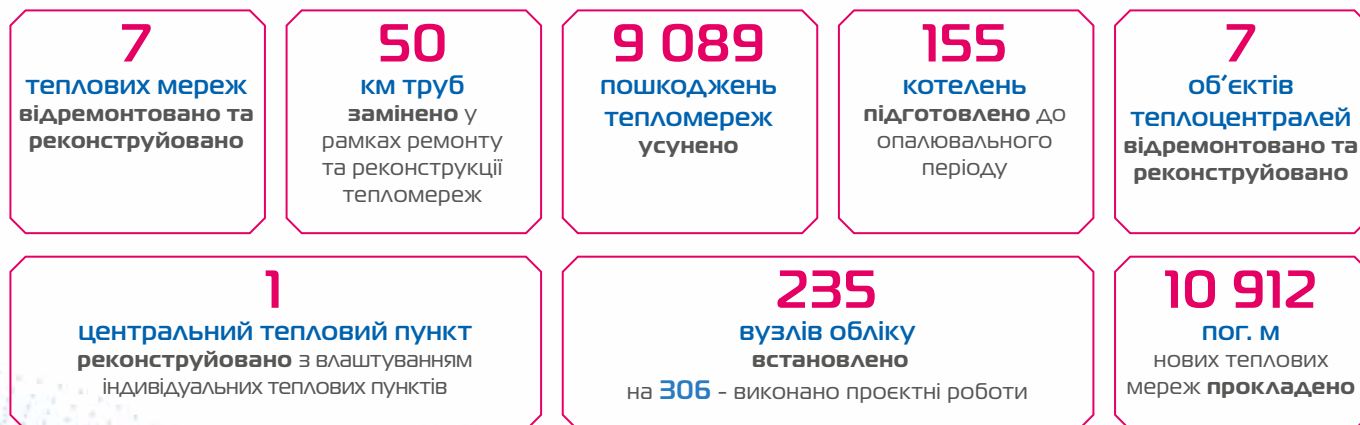 7
теплових мереж
відремонтовано та
реконструйовано
50
км труб
замінено у
рамках ремонту
та реконструкції
тепломереж
9 089
пошкоджень
тепломереж
усунено
155
котелень
підготовлено до
опалювального
періоду
7
об’єктів
теплоцентралей
відремонтовано та
реконструйовано
1
центральний тепловий пункт
реконструйовано з влаштуванням
індивідуальних теплових пунктів
235
вузлів обліку
встановлено
на 306 - виконано проєктні роботи
10 912
пог. м
нових теплових
мереж прокладено